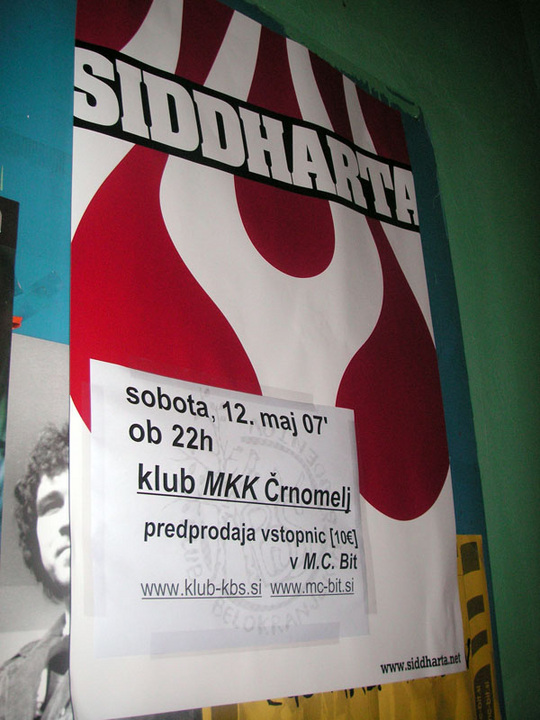 SIDDHARTA
sobota, 12. maj 07'
ob 22h
klub MKK Črnomelj
predprodaja vstopnic [10€]
v M.C. Bit
www.klub-kbs.si www.mc-bit.si
www.siddharta.net